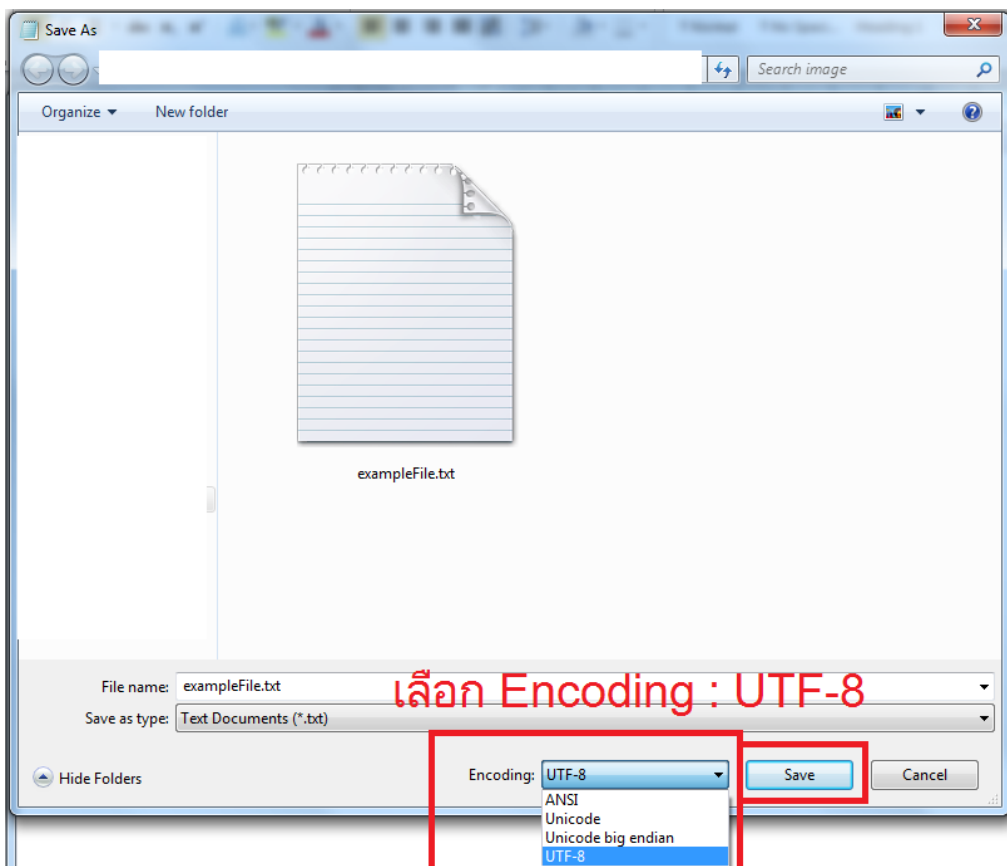 Save As
Search image
Organize New folder
exampleFile.txt
File name: exampleFile.txt
เลือก Encoding : UTF-8
Save as type: Text Documents (*.txt)
Hide Folders Encoding: UTF-8 Save Cancel
ANSI
Unicode
Unicode big endian
UTF-8